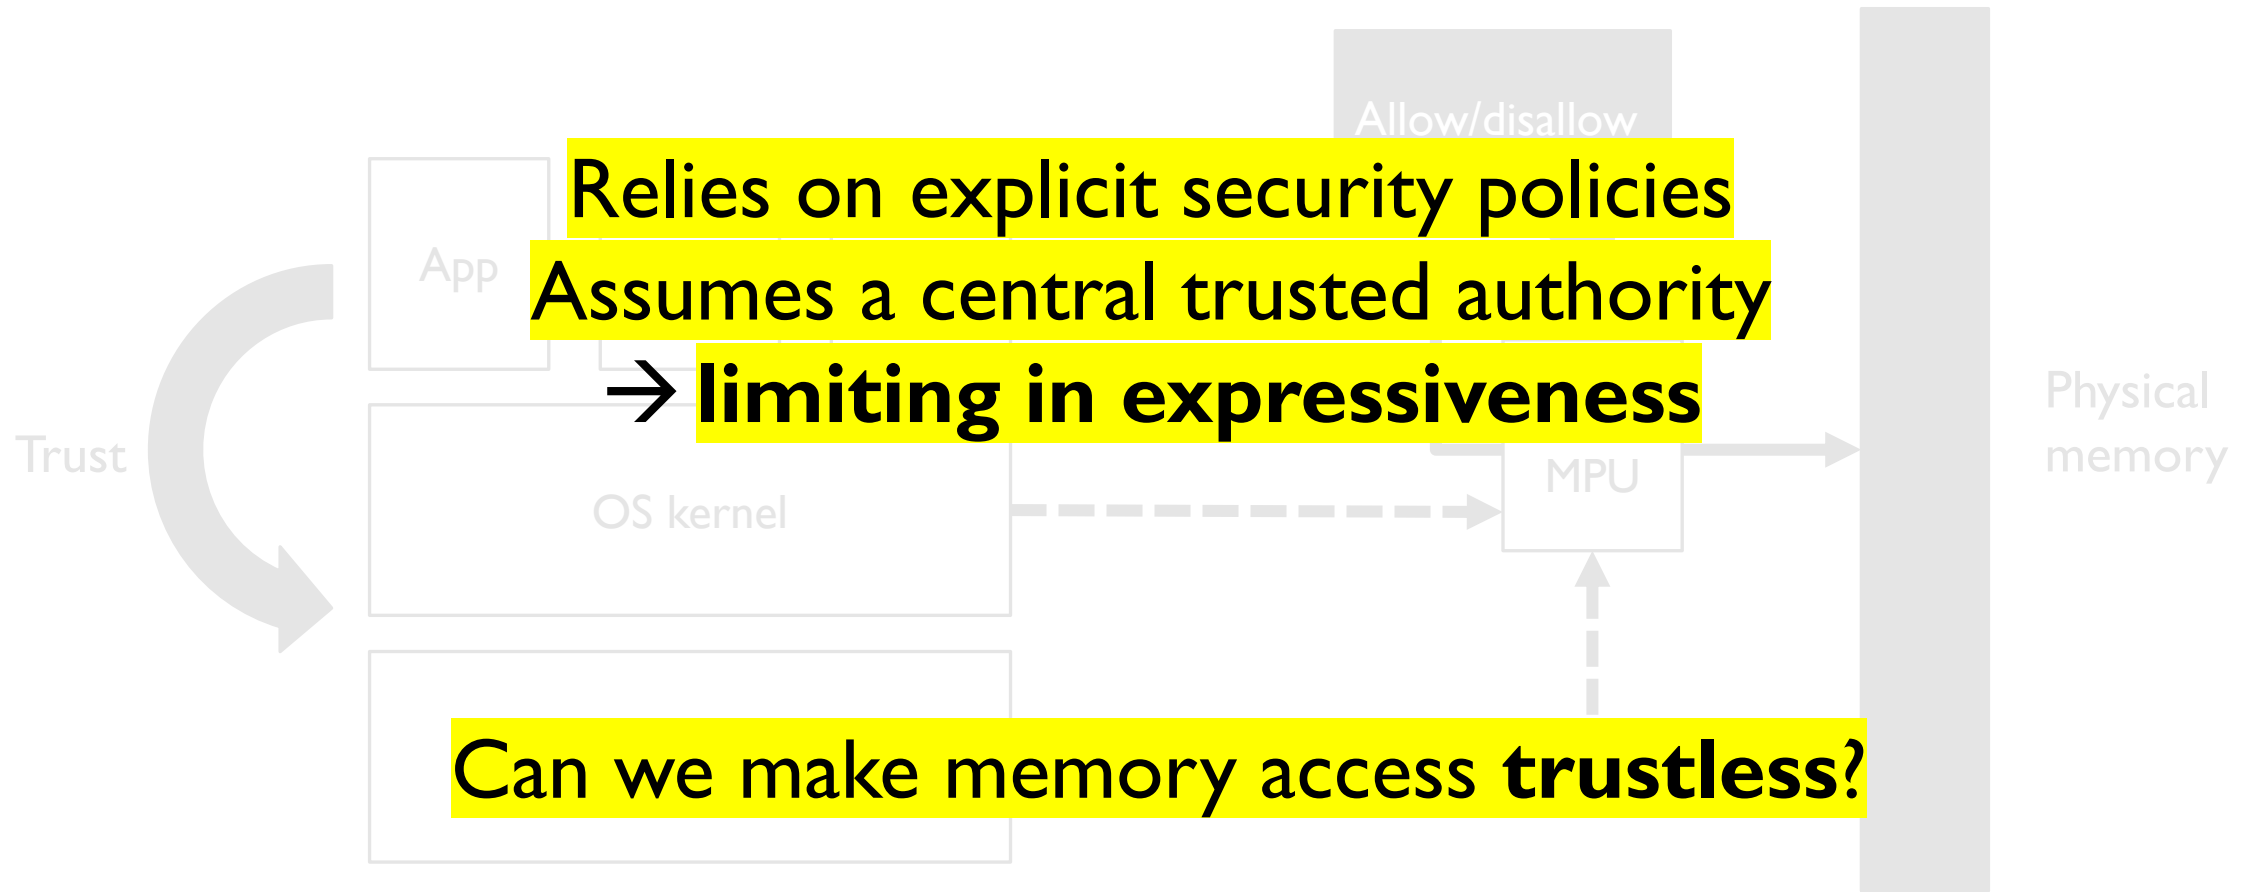 Allow/disallow
Relies on explicit security policies
App
Assumes a central trusted authority
→ limiting in expressiveness
Physical
memory
Trust
MPU
OS kernel
Can we make memory access trustless?